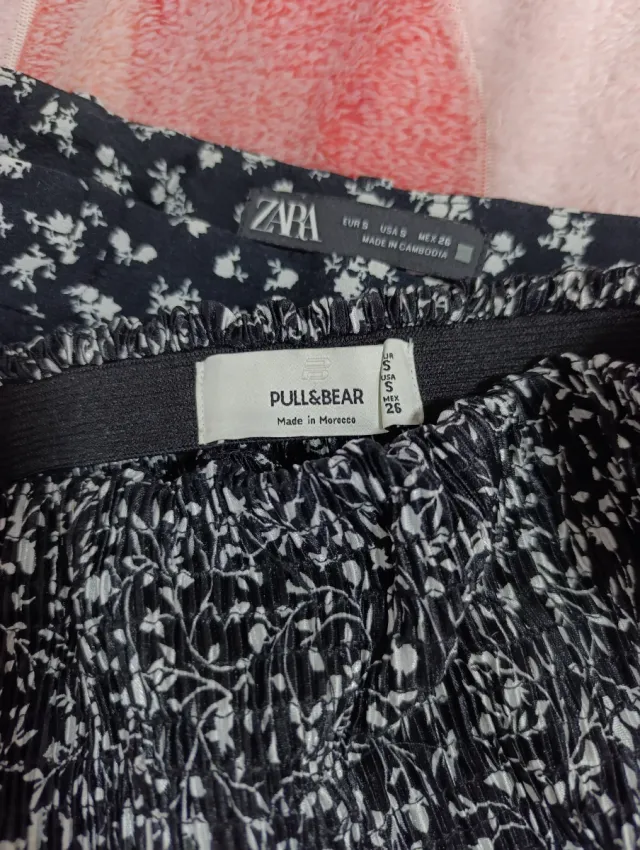 ZARA
EUR S USA S MEX 26
MADE IN CAMBODIA
PULL&BEAR
Made in Morocco
EUR
S
USA
S
MEX
26